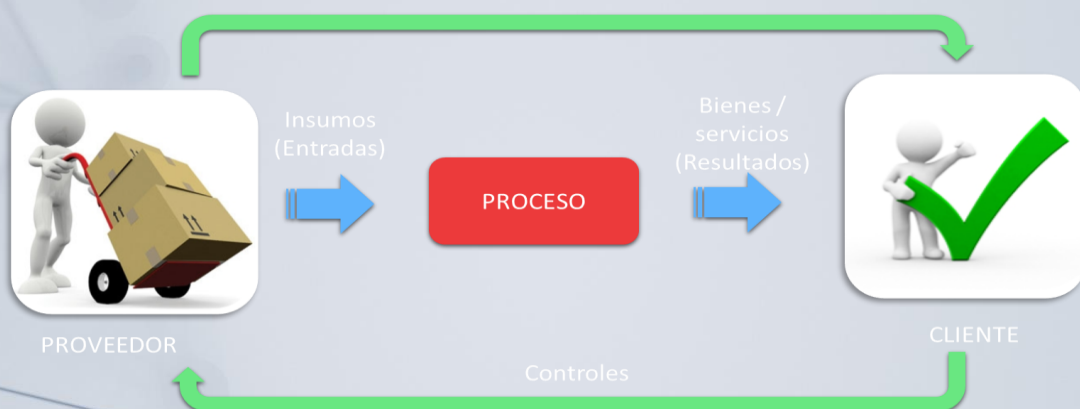 Insumos
(Entradas)
Bienes /
servicios
(Resultados)
PROCESO
PROVEEDOR
CLIENTE
Controles